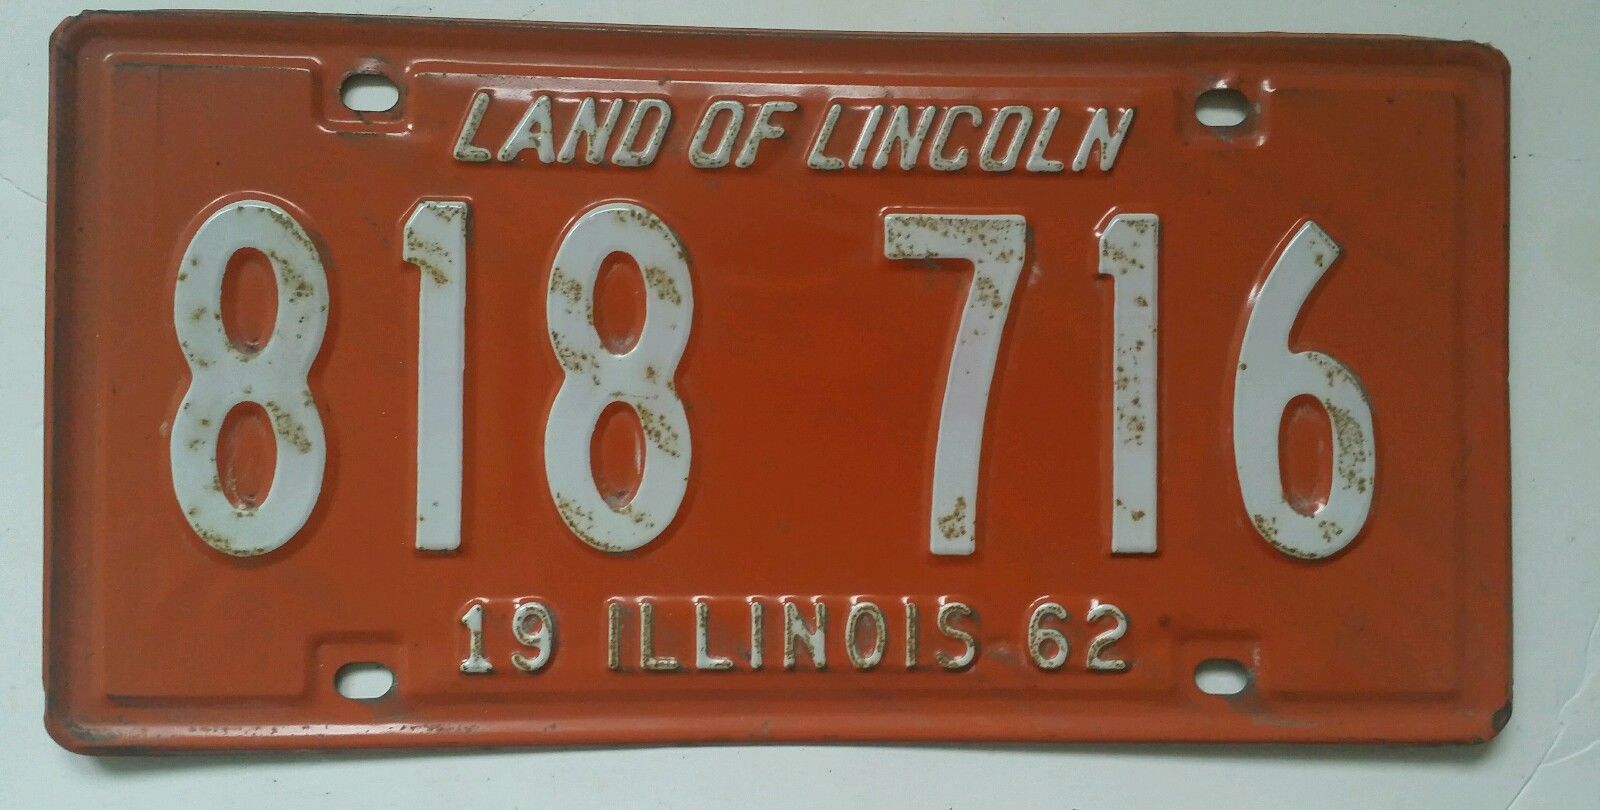 LAND OF LINCOLN
818 716
19 ILLINOIS 62